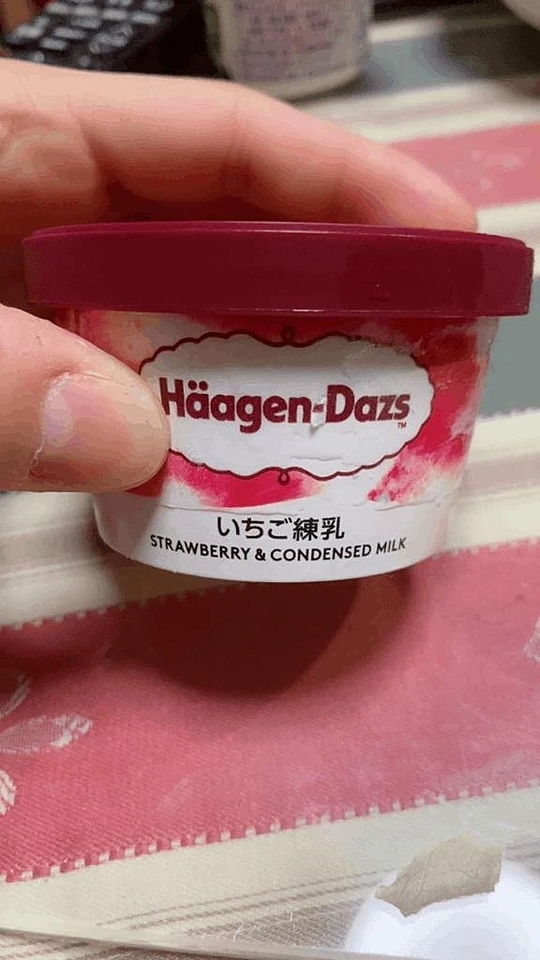 Häagen-Dazs
TM
いちご練乳
STRAWBERRY & CONDENSED MILK